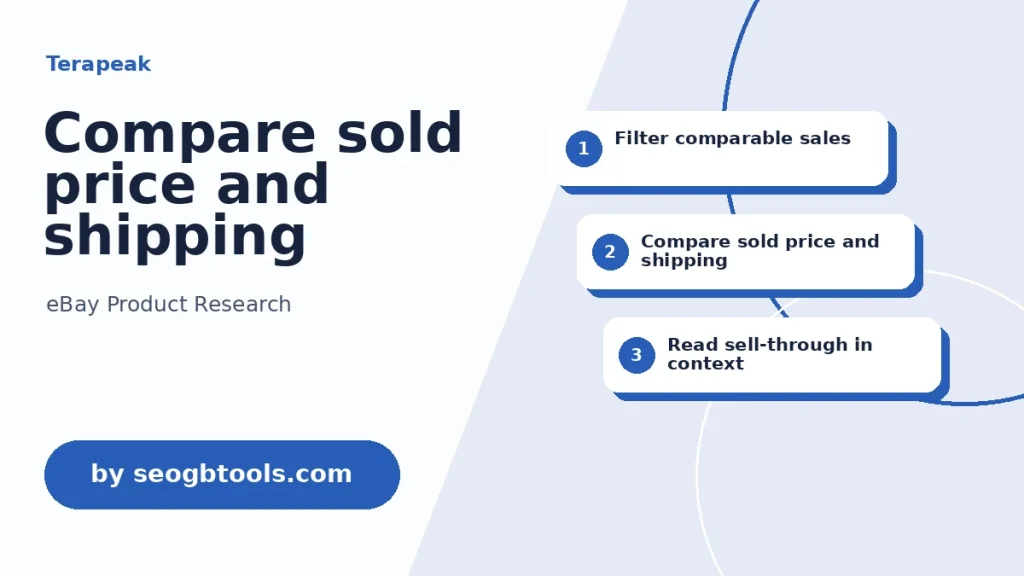 Terapeak
Compare sold
price and
shipping
eBay Product Research
by seogbtools.com
1
Filter comparable sales
2
Compare sold price and
shipping
3
Read sell-through in
context